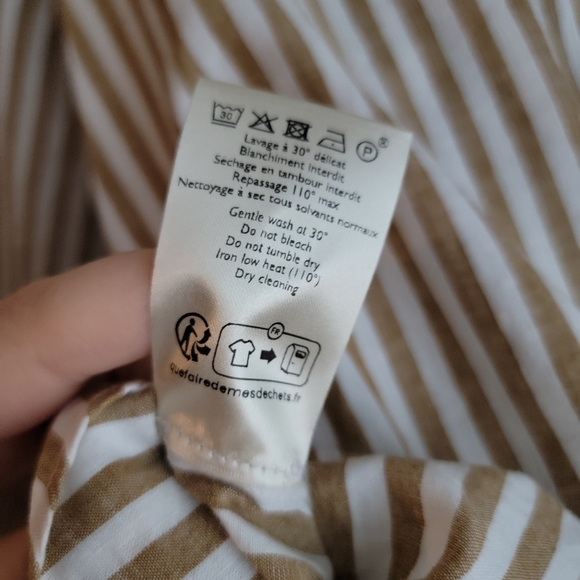 30 P ®
Lavage à 30° délicat
Blanchiment interdit
Séchage en tambour interdit
Repassage 110° max
Nettoyage à sec tous solvants normaux
Gentle wash at 30°
Do not bleach
Do not tumble dry
Iron low heat (110°)
Dry cleaning
FR
quefairedemesdechets.fr